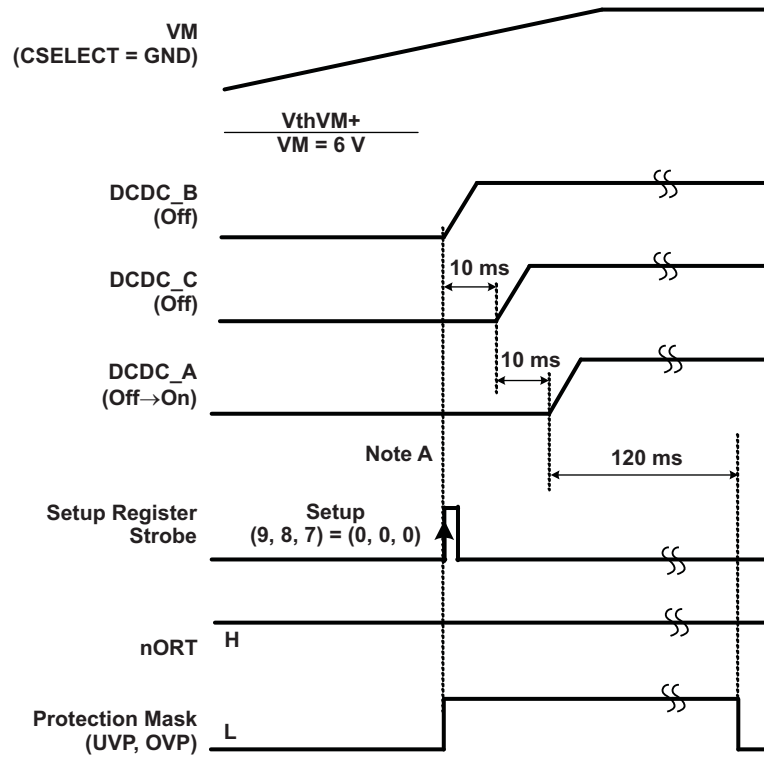 VM
(CSELECT = GND)
VthVM+
VM = 6 V
DCDC_B
(Off)
10 ms
DCDC_C
(Off)
10 ms
DCDC_A
(Off→On)
Note A
120 ms
Setup Register
Strobe
Setup
(9, 8, 7) = (0, 0, 0)
nORT
H
Protection Mask
(UVP, OVP)
L